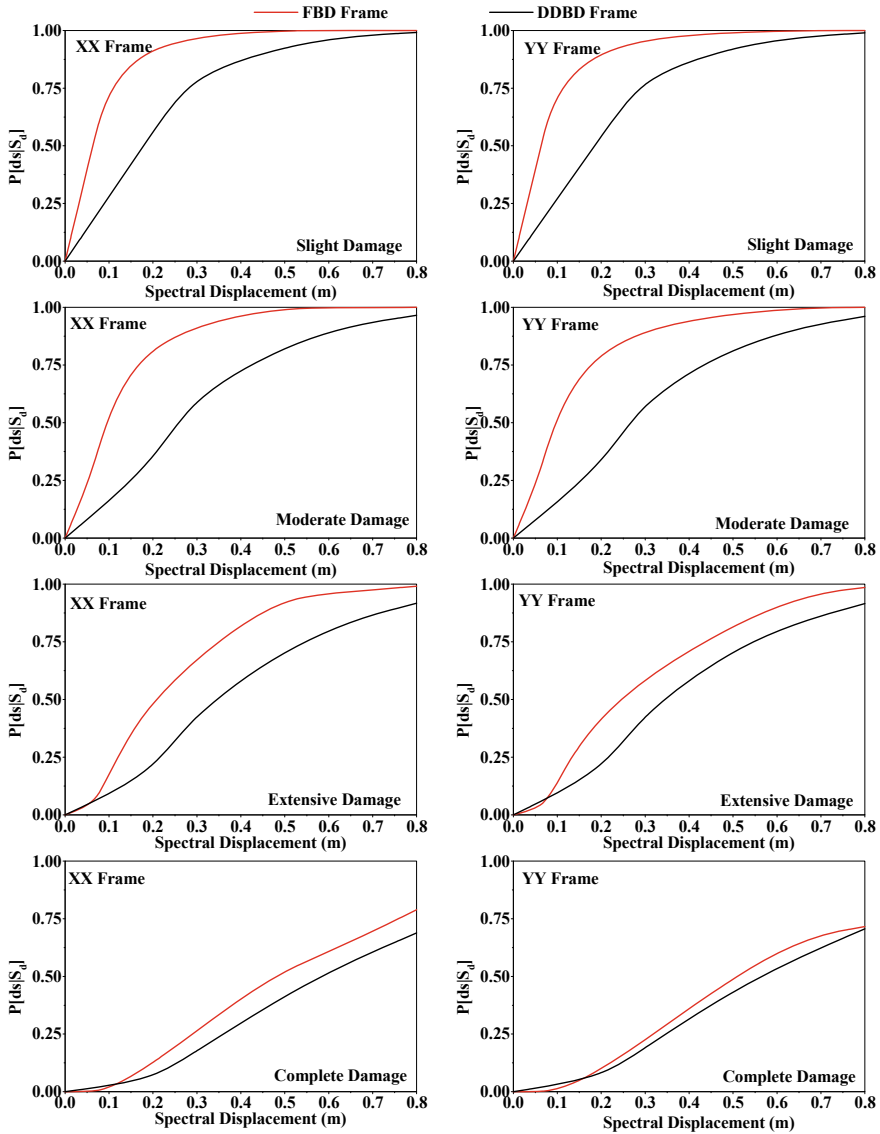 FBD Frame DDBD Frame
XX Frame
P[ds|S_d]
1.00
0.75
0.50
0.25
0.00
Slight Damage
0.0 0.1 0.2 0.3 0.4 0.5 0.6 0.7 0.8
Spectral Displacement (m)
YY Frame
P[ds|S_d]
1.00
0.75
0.50
0.25
0.00
Slight Damage
0.0 0.1 0.2 0.3 0.4 0.5 0.6 0.7 0.8
Spectral Displacement (m)
XX Frame
P[ds|S_d]
1.00
0.75
0.50
0.25
0.00
Moderate Damage
0.0 0.1 0.2 0.3 0.4 0.5 0.6 0.7 0.8
Spectral Displacement (m)
YY Frame
P[ds|S_d]
1.00
0.75
0.50
0.25
0.00
Moderate Damage
0.0 0.1 0.2 0.3 0.4 0.5 0.6 0.7 0.8
Spectral Displacement (m)
XX Frame
P[ds|S_d]
1.00
0.75
0.50
0.25
0.00
Extensive Damage
0.0 0.1 0.2 0.3 0.4 0.5 0.6 0.7 0.8
Spectral Displacement (m)
YY Frame
P[ds|S_d]
1.00
0.75
0.50
0.25
0.00
Extensive Damage
0.0 0.1 0.2 0.3 0.4 0.5 0.6 0.7 0.8
Spectral Displacement (m)
XX Frame
P[ds|S_d]
1.00
0.75
0.50
0.25
0.00
Complete Damage
0.0 0.1 0.2 0.3 0.4 0.5 0.6 0.7 0.8
Spectral Displacement (m)
YY Frame
P[ds|S_d]
1.00
0.75
0.50
0.25
0.00
Complete Damage
0.0 0.1 0.2 0.3 0.4 0.5 0.6 0.7 0.8
Spectral Displacement (m)